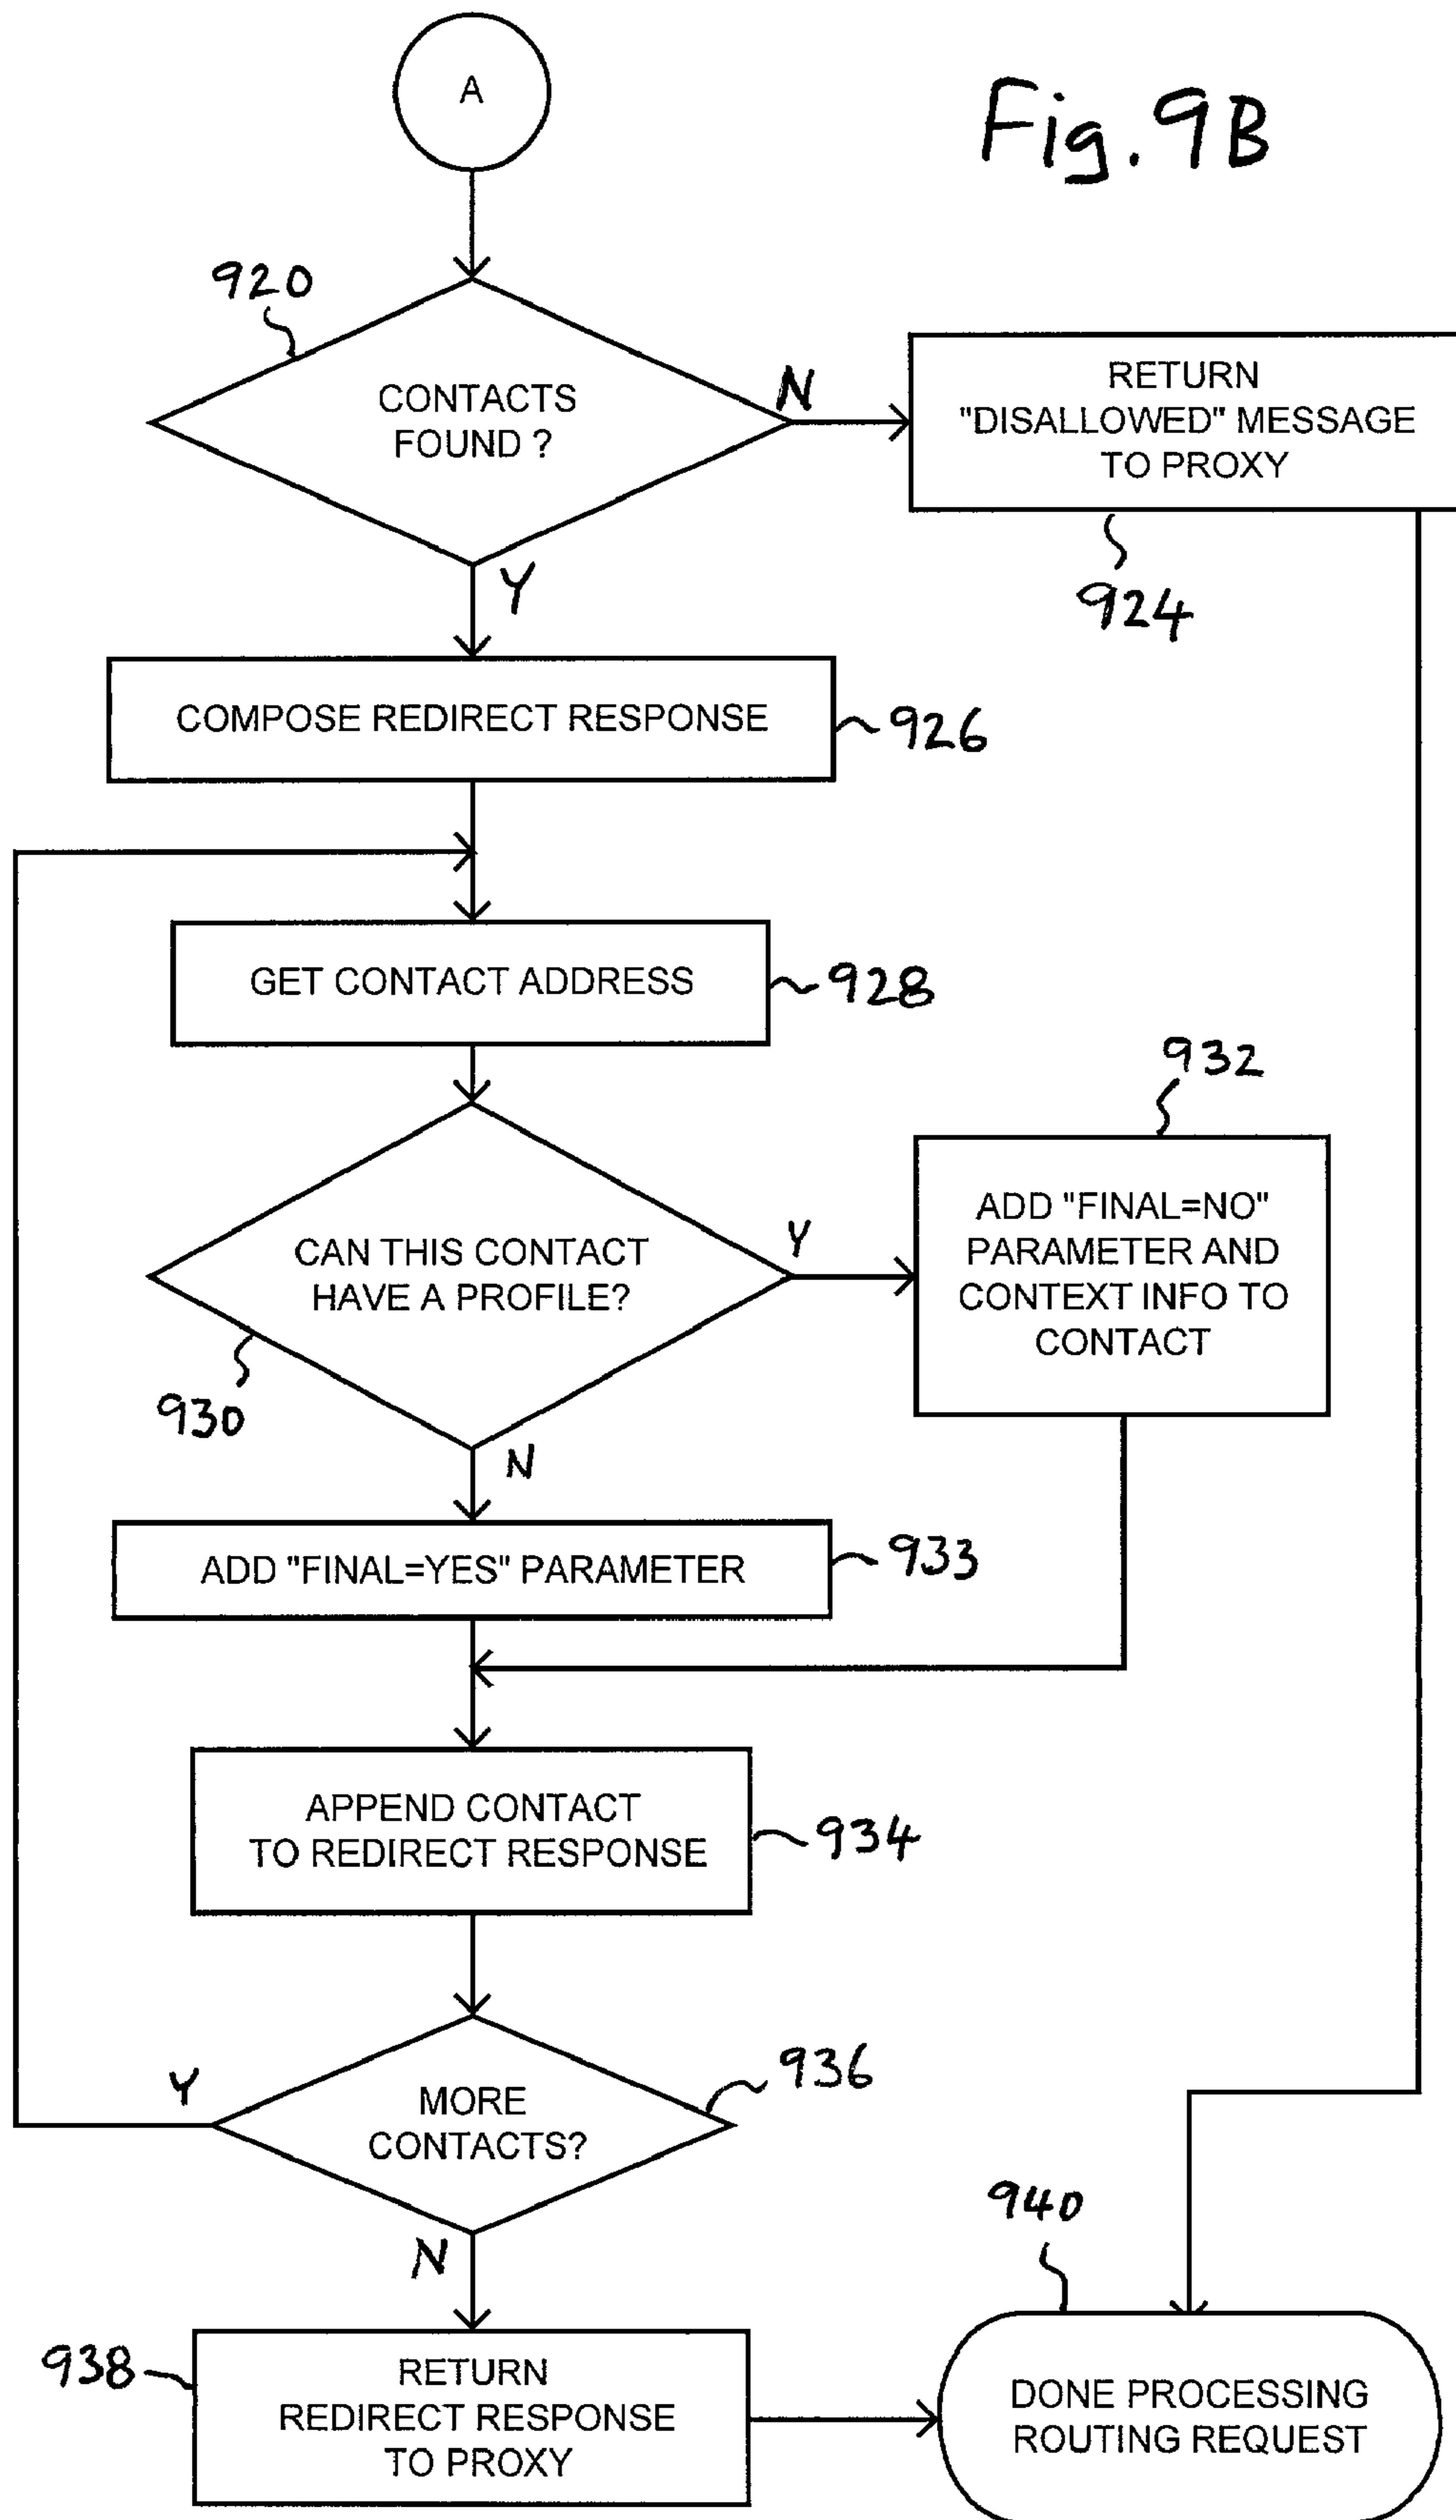 A
Fig. 9B
920
CONTACTS
FOUND ?
N
RETURN
"DISALLOWED" MESSAGE
TO PROXY
924
Y
COMPOSE REDIRECT RESPONSE
926
GET CONTACT ADDRESS
928
932
CAN THIS CONTACT
HAVE A PROFILE?
Y
ADD "FINAL=NO"
PARAMETER AND
CONTEXT INFO TO
CONTACT
930
N
ADD "FINAL=YES" PARAMETER
933
APPEND CONTACT
TO REDIRECT RESPONSE
934
Y
MORE
CONTACTS?
936
N
940
938
RETURN
REDIRECT RESPONSE
TO PROXY
DONE PROCESSING
ROUTING REQUEST